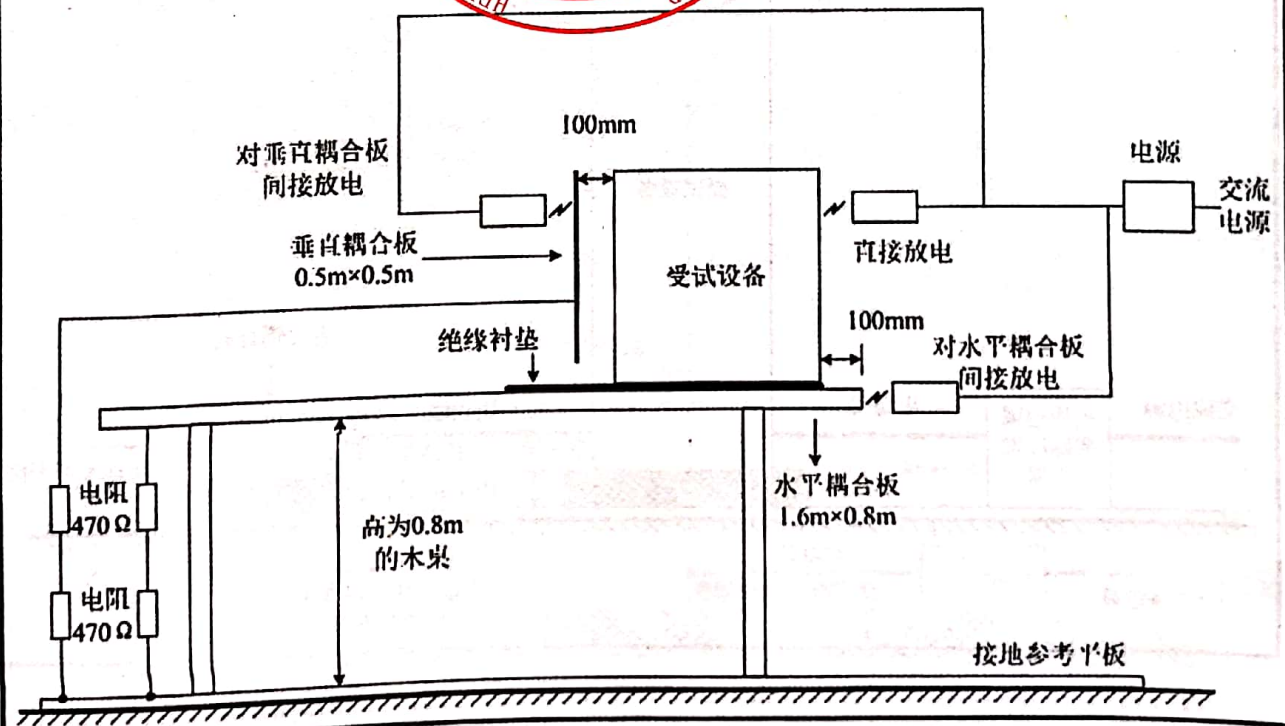 100mm
对垂直耦合板
间接放电
电源
交流
电源
垂直耦合板
0.5m×0.5m
直接放电
受试设备
100mm
绝缘衬垫
对水平耦合板
间接放电
水平耦合板
1.6m×0.8m
电阻
470Ω
高为0.8m
的木桌
电阻
470Ω
接地参考平板